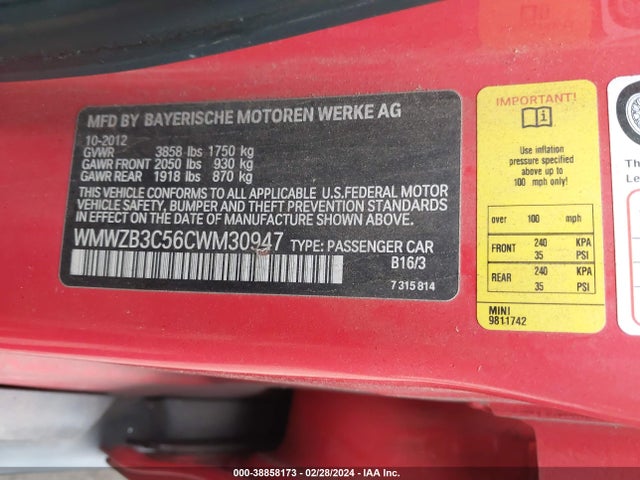 MFD BY BAYERISCHE MOTOREN WERKE AG
10-2012
GVWR 3858 lbs 1750 kg
GAWR FRONT 2050 lbs 930 kg
GAWR REAR 1918 lbs 870 kg
THIS VEHICLE CONFORMS TO ALL APPLICABLE U.S.FEDERAL MOTOR
VEHICLE SAFETY, BUMPER AND THEFT PREVENTION STANDARDS
IN EFFECT ON THE DATE OF MANUFACTURE SHOWN ABOVE.
WMWZB3C56CWM30947 TYPE: PASSENGER CAR
B16/3
7 315 814
IMPORTANT!
Use inflation
pressure specified
above up to
100 mph only
over 100 mph
FRONT 240 KPA
35 PSI
REAR 240 KPA
35 PSI
MINI
9811742
Th
Le
000-38858173 - 02/28/2024 - IAA Inc.